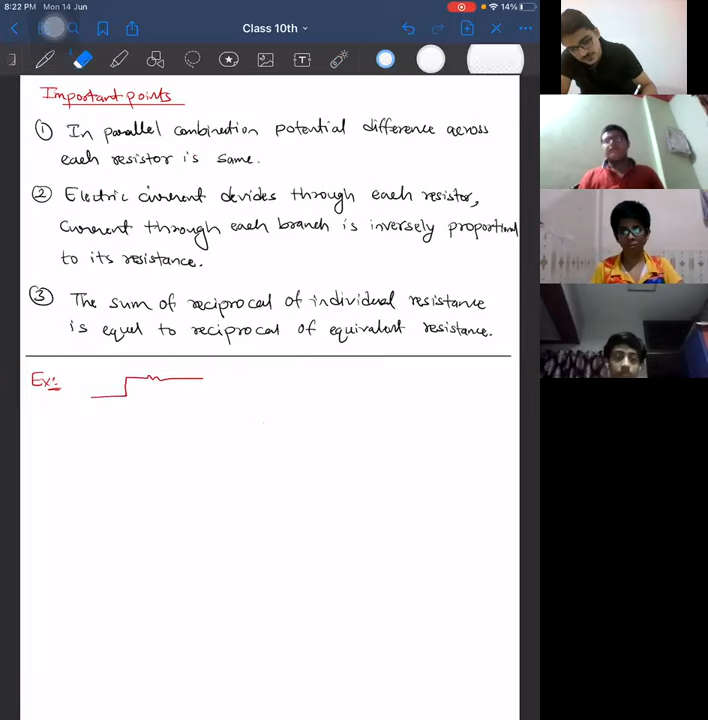 8:22 PM Mon 14 Jun
14%
Class 10th
T
Important points
① In parallel combination potential difference across
each resistor is same.
② Electric current devides through each resistor,
current through each branch is inversely proportional
to its resistance.
③ The sum of reciprocal of individual resistance
is equal to reciprocal of equivalent resistance.
Ex: